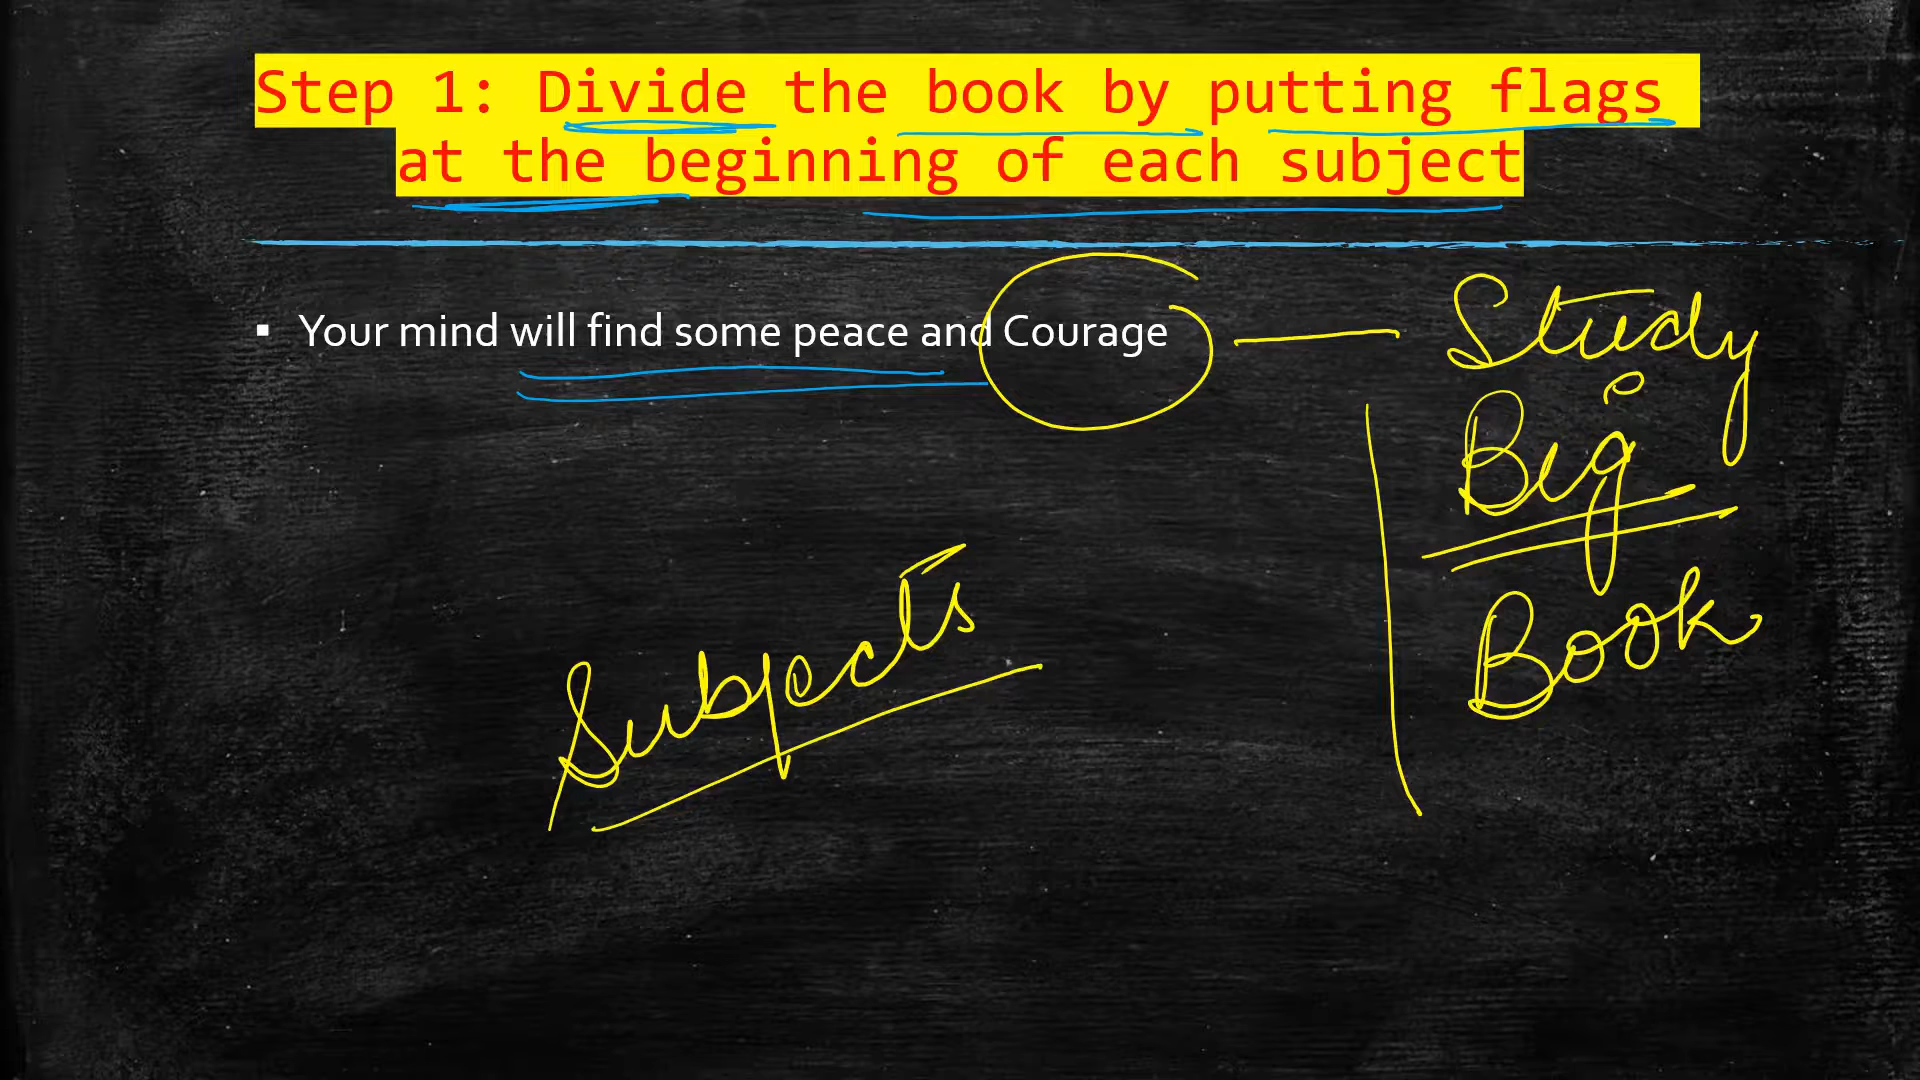 Step 1: Divide the book by putting flags
at the beginning of each subject
▪ Your mind will find some peace and Courage
Study
Big
Book
Subjects